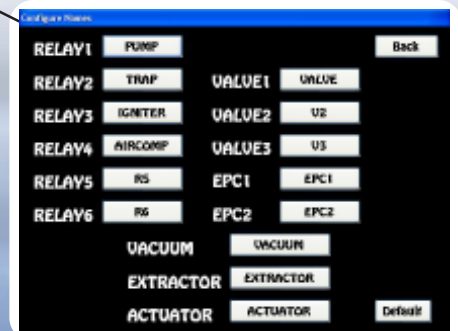 Configure Names
RELAY1 PUMP Back
RELAY2 TRAP VALVE1 VALVE
RELAY3 IGNITER VALVE2 V2
RELAY4 AIRCOMP VALVE3 V3
RELAY5 R5 EPC1 EPC1
RELAY6 R6 EPC2 EPC2
VACUUM VACUUM
EXTRACTOR EXTRACTOR
ACTUATOR ACTUATOR Default